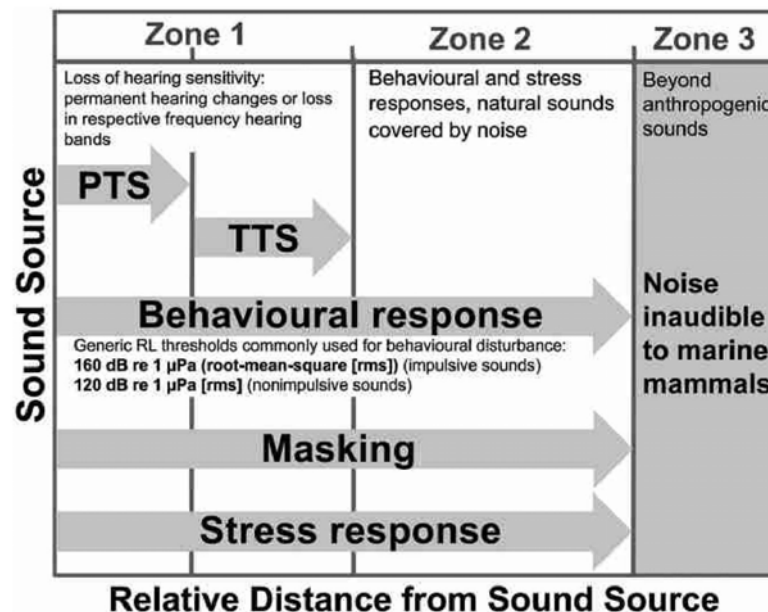 Zone 1
Zone 2
Zone 3
Loss of hearing sensitivity:
permanent hearing changes or loss
in respective frequency hearing
bands
Behavioural and stress
responses, natural sounds
covered by noise
Beyond
anthropogenic
sounds
PTS
TTS
Behavioural response
Generic RL thresholds commonly used for behavioural disturbance:
160 dB re 1 µPa (root-mean-square [rms]) (impulsive sounds)
120 dB re 1 µPa [rms] (nonimpulsive sounds)
Noise
inaudible
to marine
mammals
Masking
Stress response
Sound Source
Relative Distance from Sound Source